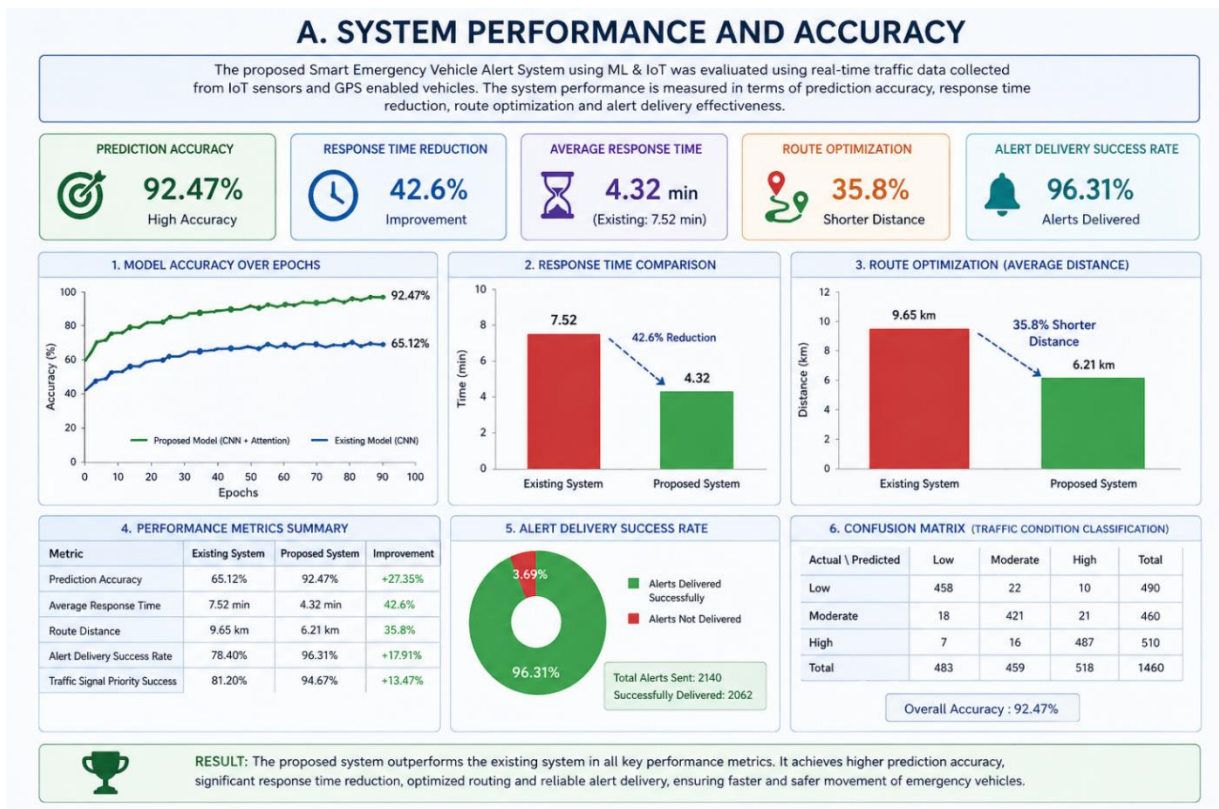 A. SYSTEM PERFORMANCE AND ACCURACY
The proposed Smart Emergency Vehicle Alert System using ML & IoT was evaluated using real-time traffic data collected
from IoT sensors and GPS enabled vehicles. The system performance is measured in terms of prediction accuracy, response time
reduction, route optimization and alert delivery effectiveness.
PREDICTION ACCURACY
92.47%
High Accuracy
RESPONSE TIME REDUCTION
42.6%
Improvement
AVERAGE RESPONSE TIME
4.32 min
(Existing: 7.52 min)
ROUTE OPTIMIZATION
35.8%
Shorter Distance
ALERT DELIVERY SUCCESS RATE
96.31%
Alerts Delivered
1. MODEL ACCURACY OVER EPOCHS
100
80
60
40
20
0
Accuracy (%)
92.47%
65.12%
Proposed Model (CNN + Attention) Existing Model (CNN)
0 10 20 30 40 50 60 70 80 90 100
Epochs
2. RESPONSE TIME COMPARISON
10
8
6
4
2
0
Time (min)
7.52
42.6% Reduction
4.32
Existing System Proposed System
3. ROUTE OPTIMIZATION (AVERAGE DISTANCE)
12
10
8
6
4
2
0
Distance (km)
9.65 km
35.8% Shorter
Distance
6.21 km
Existing System Proposed System
4. PERFORMANCE METRICS SUMMARY
Metric Existing System Proposed System Improvement
Prediction Accuracy 65.12% 92.47% +27.35%
Average Response Time 7.52 min 4.32 min 42.6%
Route Distance 9.65 km 6.21 km 35.8%
Alert Delivery Success Rate 78.40% 96.31% +17.91%
Traffic Signal Priority Success 81.20% 94.67% +13.47%
5. ALERT DELIVERY SUCCESS RATE
3.69%
96.31%
Alerts Delivered
Successfully
Alerts Not Delivered
Total Alerts Sent: 2140
Successfully Delivered: 2062
6. CONFUSION MATRIX (TRAFFIC CONDITION CLASSIFICATION)
Actual \ Predicted Low Moderate High Total
Low 458 22 10 490
Moderate 18 421 21 460
High 7 16 487 510
Total 483 459 518 1460
Overall Accuracy : 92.47%
RESULT: The proposed system outperforms the existing system in all key performance metrics. It achieves higher prediction accuracy,
significant response time reduction, optimized routing and reliable alert delivery, ensuring faster and safer movement of emergency vehicles.